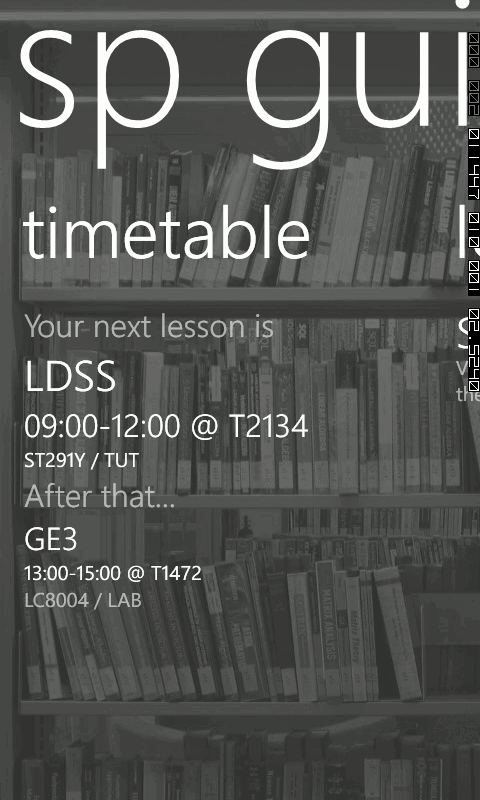 sp gui
timetable
Your next lesson is
LDSS
09:00-12:00 @ T2134
ST291Y / TUT
After that...
GE3
13:00-15:00 @ T1472
LC8004 / LAB